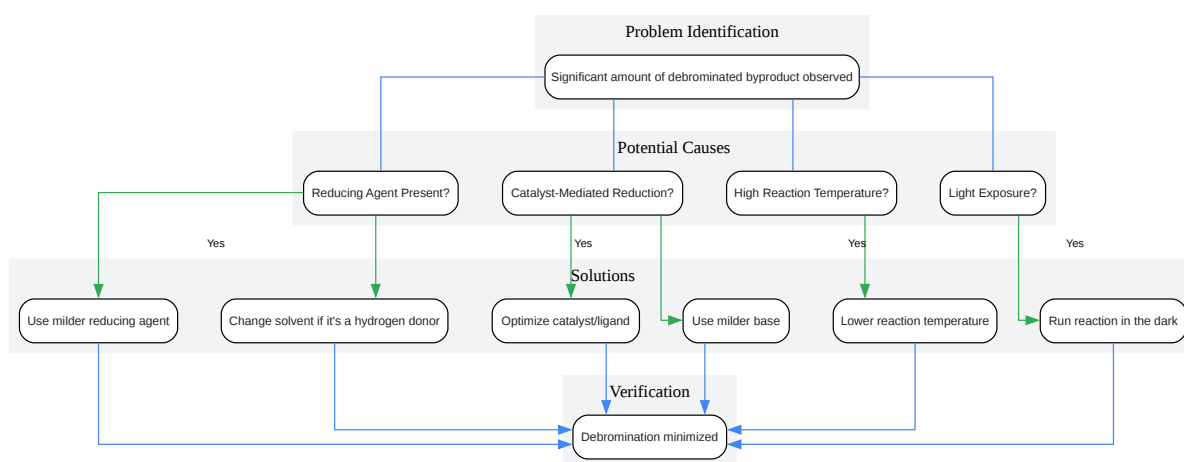 Problem Identification
Significant amount of debrominated byproduct observed
Potential Causes
Reducing Agent Present?
Catalyst-Mediated Reduction?
High Reaction Temperature?
Light Exposure?
Yes
Yes
Yes
Yes
Solutions
Use milder reducing agent
Change solvent if it's a hydrogen donor
Optimize catalyst/ligand
Use milder base
Lower reaction temperature
Run reaction in the dark
Verification
Debromination minimized